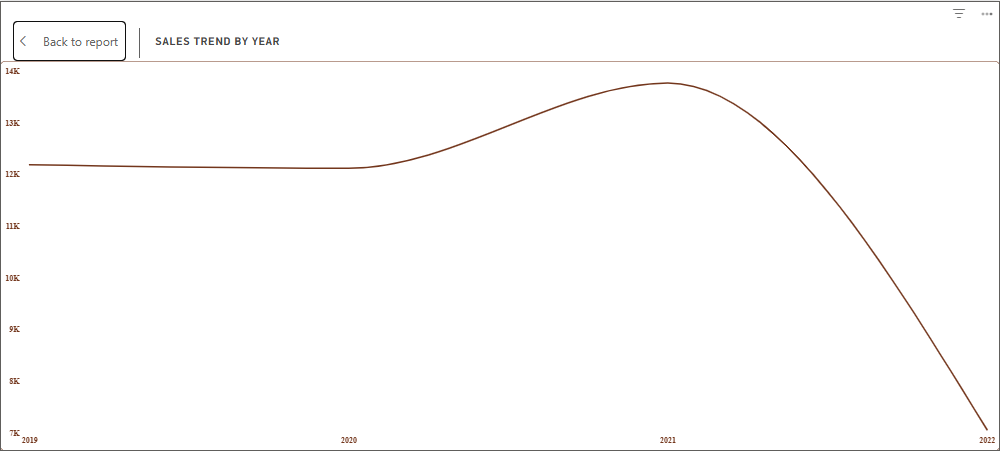 Back to report
SALES TREND BY YEAR
14K
13K
12K
11K
10K
9K
8K
7K
2019 2020 2021 2022